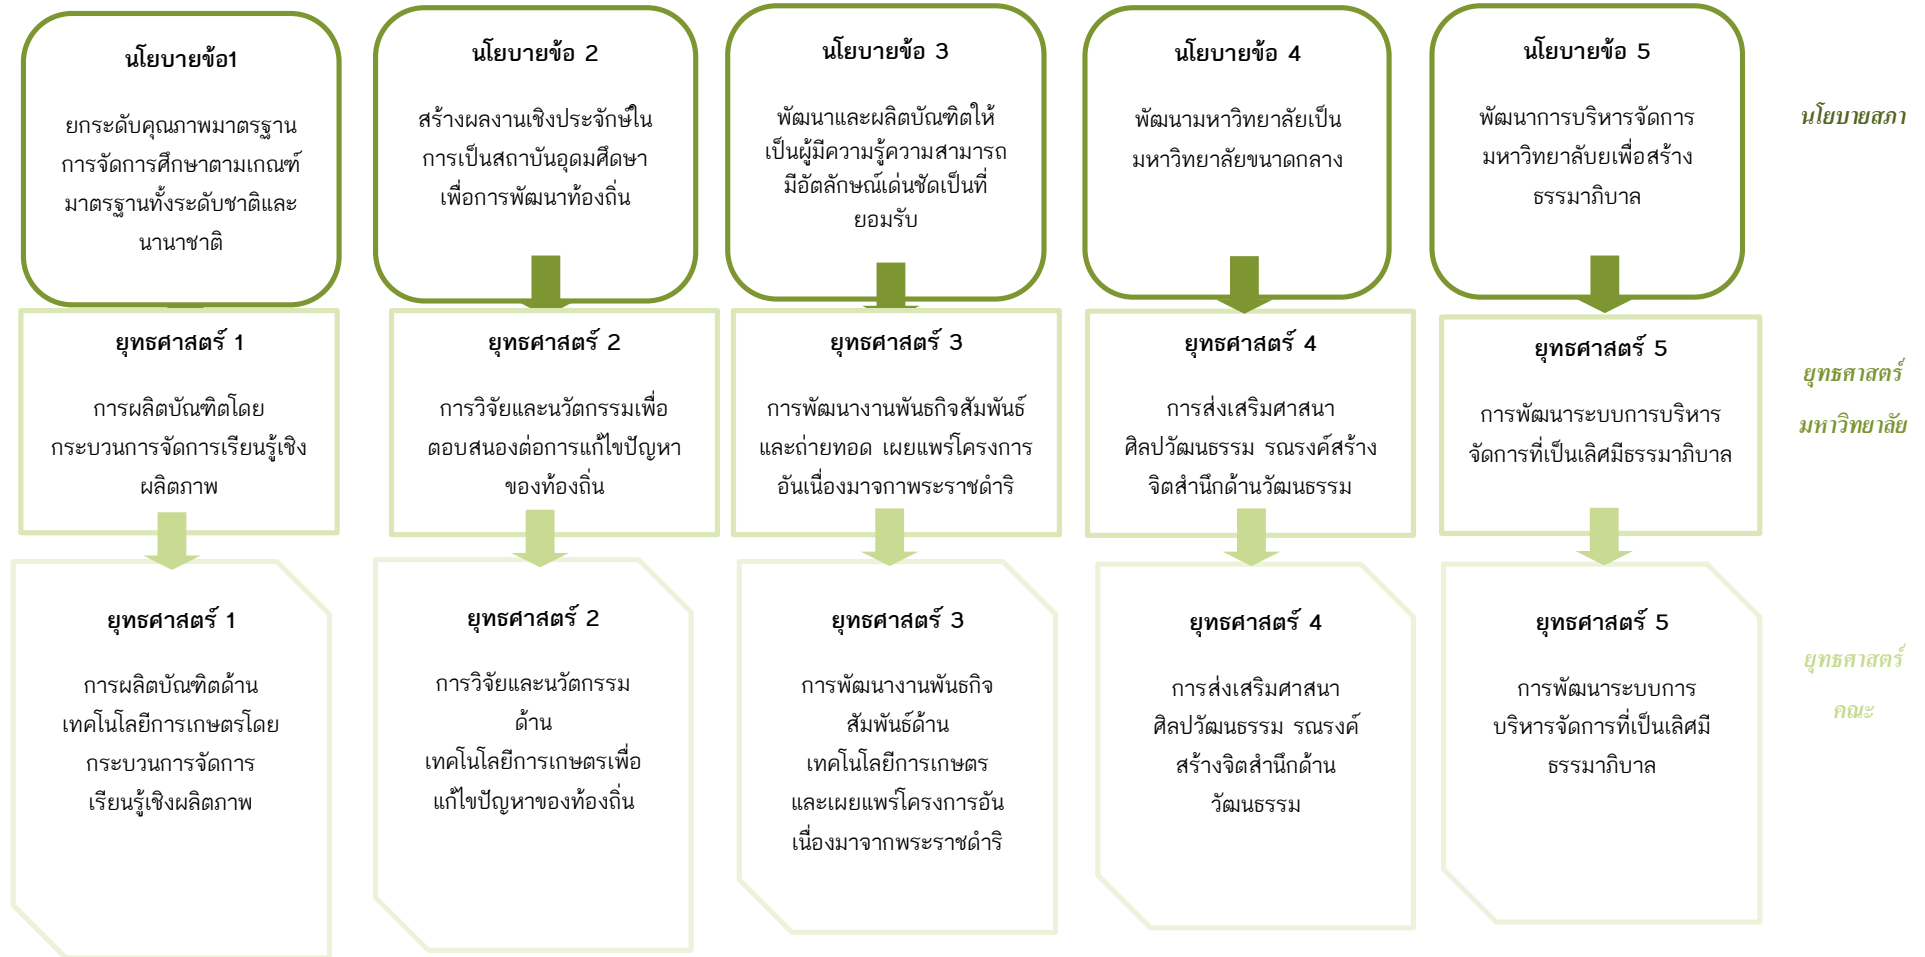 นโยบายข้อ1
ยกระดับคุณภาพมาตรฐาน
การจัดการศึกษาตามเกณฑ์
มาตรฐานทั้งระดับชาติและ
นานาชาติ
นโยบายข้อ 2
สร้างผลงานเชิงประจักษ์ใน
การเป็นสถาบันอุดมศึดษา
เพื่อการพัฒนาท้องถิ่น
นโยบายข้อ 3
พัฒนาและผลิตบัณฑิตให้
เป็นผู้มีความรู้ความสามารถ
มีอัตลักษณ์เด่นชัดเป็นที่
ยอมรับ
นโยบายข้อ 4
พัฒนามหาวิทยาลัยเป็น
มหาวิทยาลัยขนาดกลาง
นโยบายข้อ 5
พัฒนาการบริหารจัดการ
มหาวิทยาลับยเพื่อสร้าง
ธรรมาภิบาล
นโยบายสภา
ยุทธศาสตร์ 1
การผลิตบัณฑิตโดย
กระบวนการจัดการเรียนรู้เชิง
ผลิตภาพ
ยุทธศาสตร์ 2
การวิจัยและนวัตกรรมเพื่อ
ตอบสนองต่อการแก้ไขปัญหา
ของท้องถิ่น
ยุทธศาสตร์ 3
การพัฒนางานพันธกิจสัมพันธ์
และถ่ายทอด เผยแพร่โครงการ
อันเนื่องมาจกาพระราชดำริ
ยุทธศาสตร์ 4
การส่งเสริมศาสนา
ศิลปวัฒนธรรม รณรงค์สร้าง
จิตสำนึกด้านวัฒนธรรม
ยุทธศาสตร์ 5
การพัฒนาระบบการบริหาร
จัดการที่เป็นเลิศมีธรรมาภิบาล
ยุทธศาสตร์
มหาวิทยาลัย
ยุทธศาสตร์ 1
การผลิตบัณฑิตด้าน
เทคโนโลยีการเกษตรโดย
กระบวนการจัดการ
เรียนรู้เชิงผลิตภาพ
ยุทธศาสตร์ 2
การวิจัยและนวัตกรรม
ด้าน
เทคโนโลยีการเกษตรเพื่อ
แก้ไขปัญหาของท้องถิ่น
ยุทธศาสตร์ 3
การพัฒนางานพันธกิจ
สัมพันธ์ด้าน
เทคโนโลยีการเกษตร
และเผยแพร่โครงการอัน
เนื่องมาจากพระราชดำริ
ยุทธศาสตร์ 4
การส่งเสริมศาสนา
ศิลปวัฒนธรรม รณรงค์
สร้างจิตสำนึกด้าน
วัฒนธรรม
ยุทธศาสตร์ 5
การพัฒนาระบบการ
บริหารจัดการที่เป็นเลิศมี
ธรรมาภิบาล
ยุทธศาสตร์
คณะ